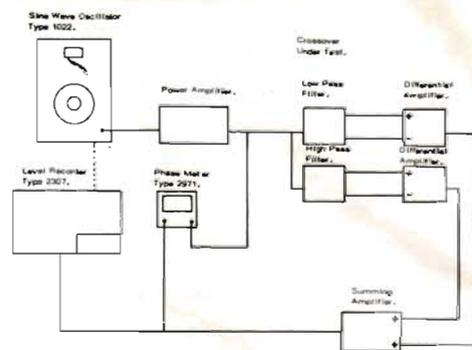 Sine Wave Oscillator
Type 1022.
Crossover
Under Test.
Power Amplifier.
Low Pass
Filter.
Differential
Amplifier.
+
-
High Pass
Filter.
Differential
Amplifier.
+
-
Level Recorder
Type 2307.
Phase Meter
Type 2971.
Summing
Amplifier.
+
+